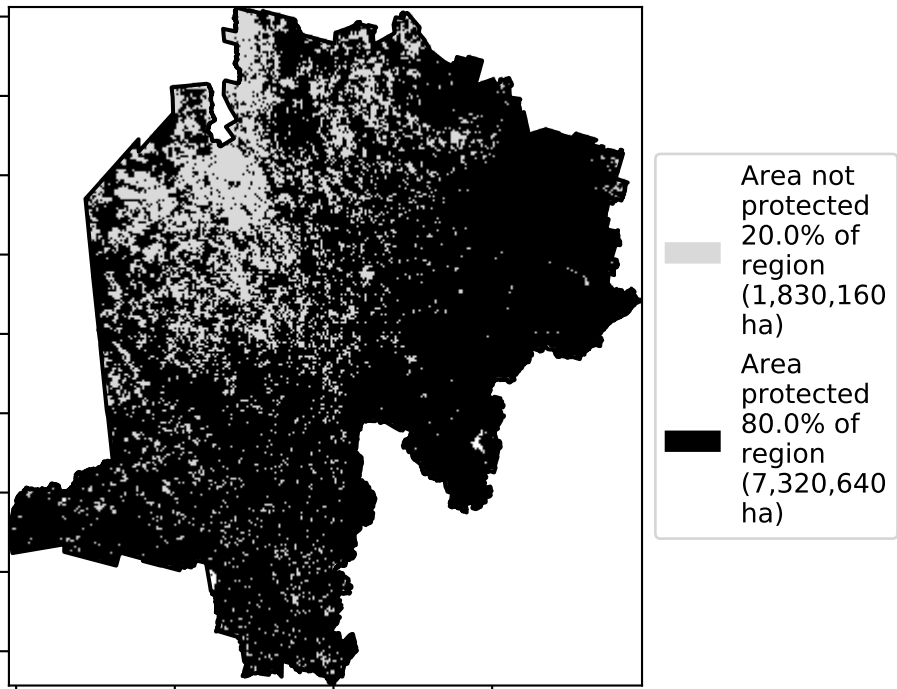 Area not
protected
20.0% of
region
(1,830,160
ha)
Area
protected
80.0% of
region
(7,320,640
ha)